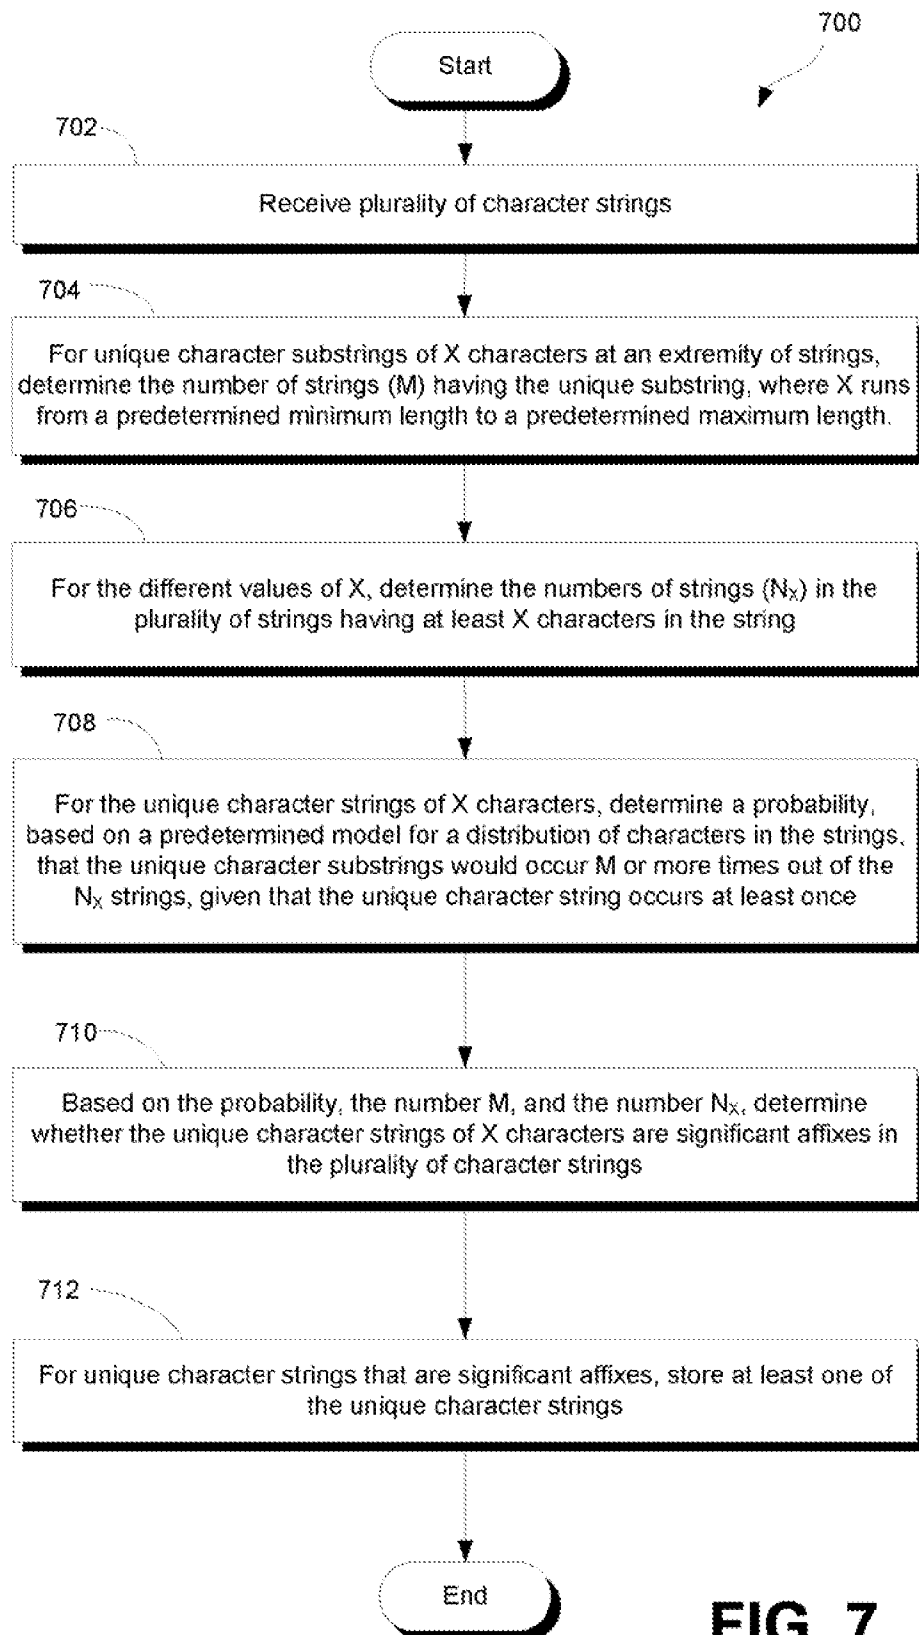 700
Start
702
Receive plurality of character strings
704
For unique character substrings of X characters at an extremity of strings,
determine the number of strings (M) having the unique substring, where X runs
from a predetermined minimum length to a predetermined maximum length.
706
For the different values of X, determine the numbers of strings (Nₓ) in the
plurality of strings having at least X characters in the string
708
For the unique character strings of X characters, determine a probability,
based on a predetermined model for a distribution of characters in the strings,
that the unique character substrings would occur M or more times out of the
Nₓ strings, given that the unique character string occurs at least once
710
Based on the probability, the number M, and the number Nₓ, determine
whether the unique character strings of X characters are significant affixes in
the plurality of character strings
712
For unique character strings that are significant affixes, store at least one of
the unique character strings
End
FIG. 7